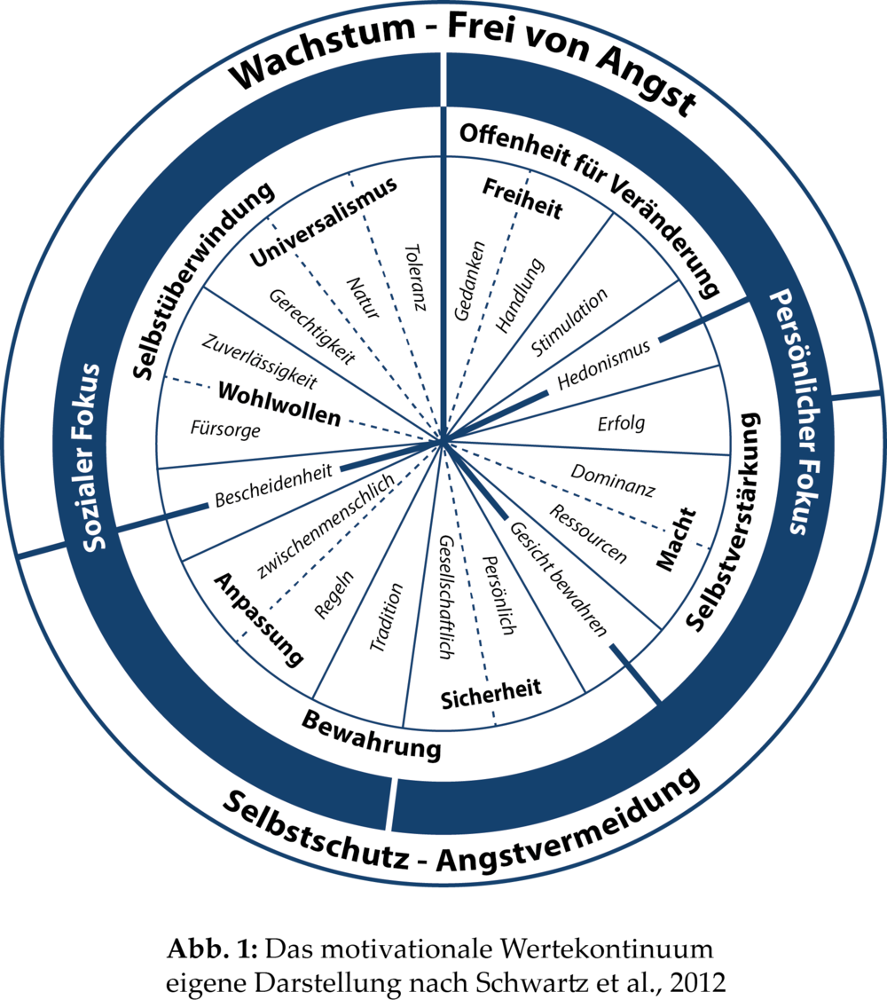 Wachstum - Frei von Angst
Sozialer Fokus
Persönlicher Fokus
Selbstschutz - Angstvermeidung
Selbstüberwindung
Offenheit für Veränderung
Selbstverstärkung
Bewahrung
Universalismus
Gerechtigkeit
Natur
Toleranz
Freiheit
Gedanken
Handlung
Stimulation
Hedonismus
Erfolg
Macht
Dominanz
Ressourcen
Gesicht bewahren
Sicherheit
Persönlich
Gesellschaftlich
Tradition
Anpassung
Regeln
zwischenmenschlich
Bescheidenheit
Wohlwollen
Fürsorge
Zuverlässigkeit
Abb. 1: Das motivationale Wertekontinuum
eigene Darstellung nach Schwartz et al., 2012